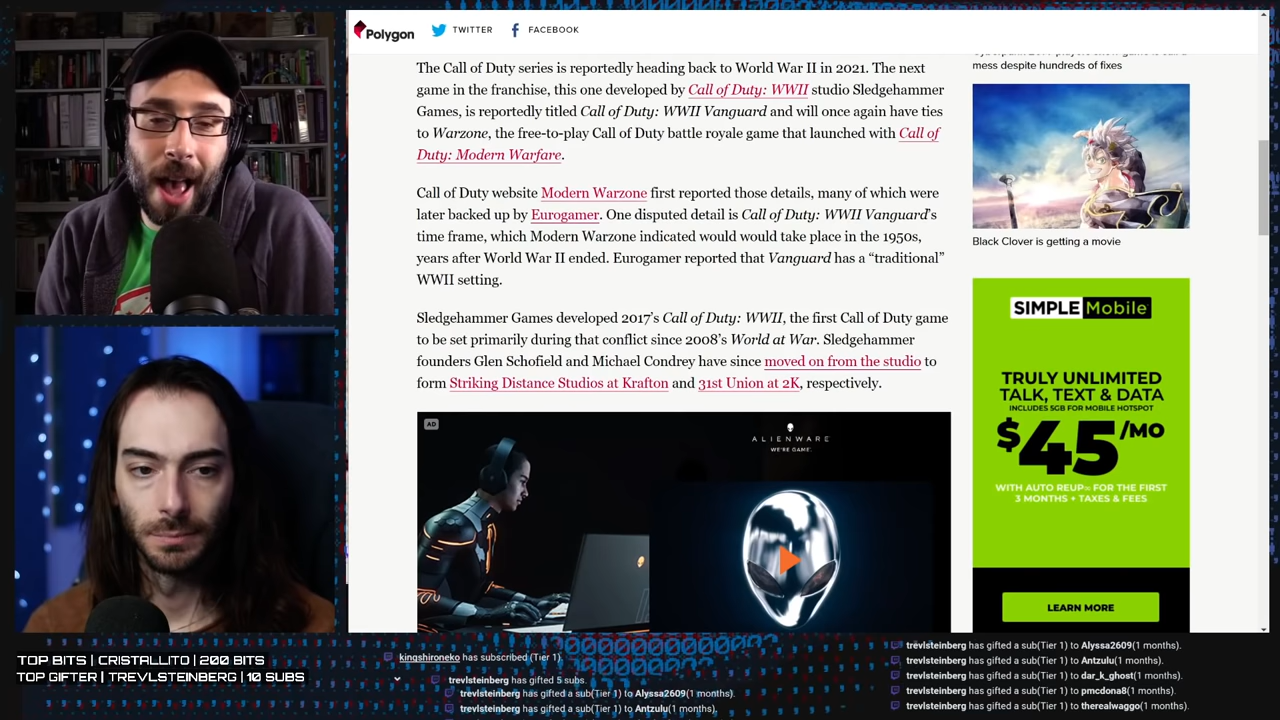 Polygon
TWITTER
FACEBOOK
The Call of Duty series is reportedly heading back to World War II in 2021. The next
game in the franchise, this one developed by Call of Duty: WWII studio Sledgehammer
Games, is reportedly titled Call of Duty: WWII Vanguard and will once again have ties
to Warzone, the free-to-play Call of Duty battle royale game that launched with Call of
Duty: Modern Warfare.
Call of Duty website Modern Warzone first reported those details, many of which were
later backed up by Eurogamer. One disputed detail is Call of Duty: WWII Vanguard's
time frame, which Modern Warzone indicated would would take place in the 1950s,
years after World War II ended. Eurogamer reported that Vanguard has a “traditional”
WWII setting.
Sledgehammer Games developed 2017’s Call of Duty: WWII, the first Call of Duty game
to be set primarily during that conflict since 2008’s World at War. Sledgehammer
founders Glen Schofield and Michael Condrey have since moved on from the studio to
form Striking Distance Studios at Krafton and 31st Union at 2K, respectively.
AD
ALIENWARE
WE'RE GAME:
mess despite hundreds of fixes
Black Clover is getting a movie
SIMPLE Mobile
TRULY UNLIMITED
TALK, TEXT & DATA
INCLUDES 5GB FOR MOBILE HOTSPOT
$45/MO
WITH AUTO REUP FOR THE FIRST
3 MONTHS + TAXES & FEES
LEARN MORE
TOP BITS | CRISTALLITO | 200 BITS
TOP GIFTER | TREVLSTEINBERG | 10 SUBS
kingshironeko has subscribed (Tier 1).
trevlsteinberg has gifted 5 subs.
trevlsteinberg has gifted a sub(Tier 1) to Alyssa2609(1 months).
trevlsteinberg has gifted a sub(Tier 1) to Antzulu(1 months).
trevlsteinberg has gifted a sub(Tier 1) to Alyssa2609(1 months).
trevlsteinberg has gifted a sub(Tier 1) to Antzulu(1 months).
trevlsteinberg has gifted a sub(Tier 1) to dar_k_ghost(1 months).
trevlsteinberg has gifted a sub(Tier 1) to pmcdona8(1 months).
trevlsteinberg has gifted a sub(Tier 1) to therealwaggo(1 months).